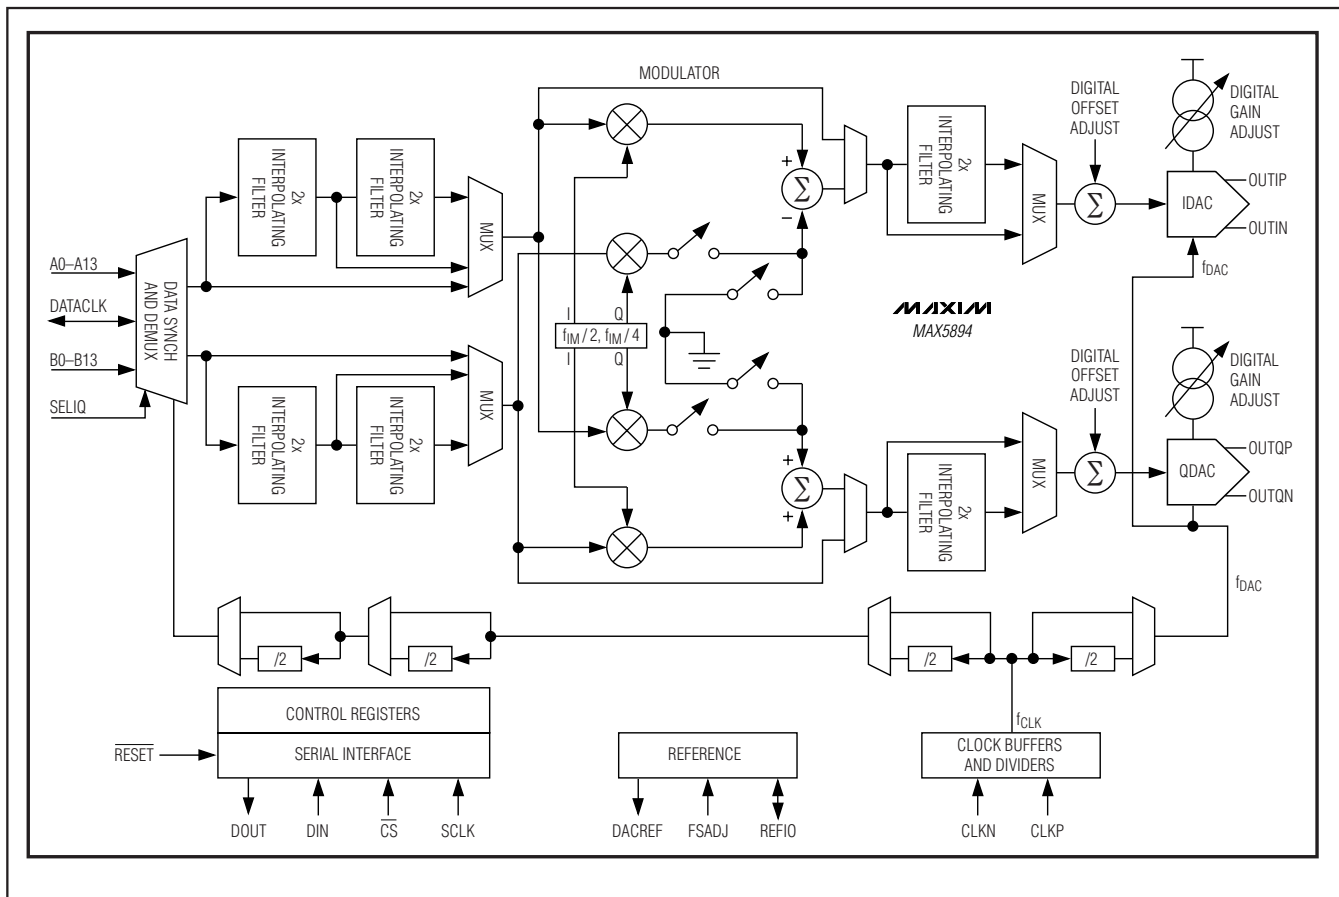 MODULATOR
DIGITAL
OFFSET
ADJUST
DIGITAL
GAIN
ADJUST
2x
INTERPOLATING
FILTER
2x
INTERPOLATING
FILTER
MUX
2x
INTERPOLATING
FILTER
MUX
Σ
Σ
+
−
IDAC
OUTIP
OUTIN
fDAC
A0–A13
DATACLK
B0–B13
SELIQ
DATA SYNCH
AND DEMUX
I
Q
fIM / 2, fIM / 4
I
Q
MAXIM
MAX5894
DIGITAL
OFFSET
ADJUST
DIGITAL
GAIN
ADJUST
2x
INTERPOLATING
FILTER
2x
INTERPOLATING
FILTER
MUX
+
Σ
+
2x
INTERPOLATING
FILTER
MUX
Σ
QDAC
OUTQP
OUTQN
fDAC
/2
/2
/2
/2
CONTROL REGISTERS
fCLK
RESET
SERIAL INTERFACE
REFERENCE
CLOCK BUFFERS
AND DIVIDERS
DOUT
DIN
CS
SCLK
DACREF
FSADJ
REFIO
CLKN
CLKP